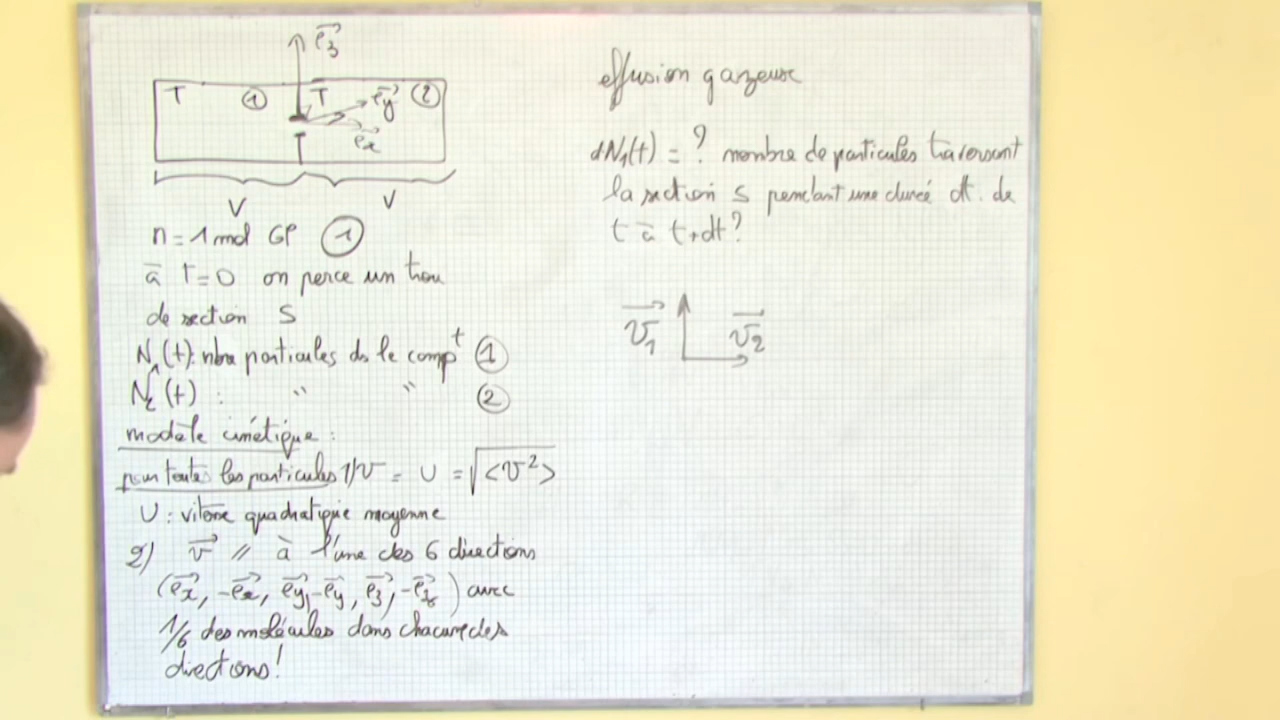 e⃗z
T ① T e⃗y ②
e⃗x
V V
n = 1 mol GP ①
à T=0 on perce un trou
de section S
N₁(t): nbre particules ds le compᵗ ①
N₂(t) : " " ②
modèle cinétique :
pour toutes les particules 1/ v = U = √<v²>
U : vitesse quadratique moyenne
2) v⃗ // à l'une des 6 directions
(e⃗x, -e⃗x, e⃗y, -e⃗y, e⃗z, -e⃗z) avec
1/6 des molécules dans chacune des
directions !
effusion gazeuse
dN₁(t) = ? nombre de particules traversant
la section S pendant une durée dt. de
t à t+dt ?
v⃗₁ v⃗₂